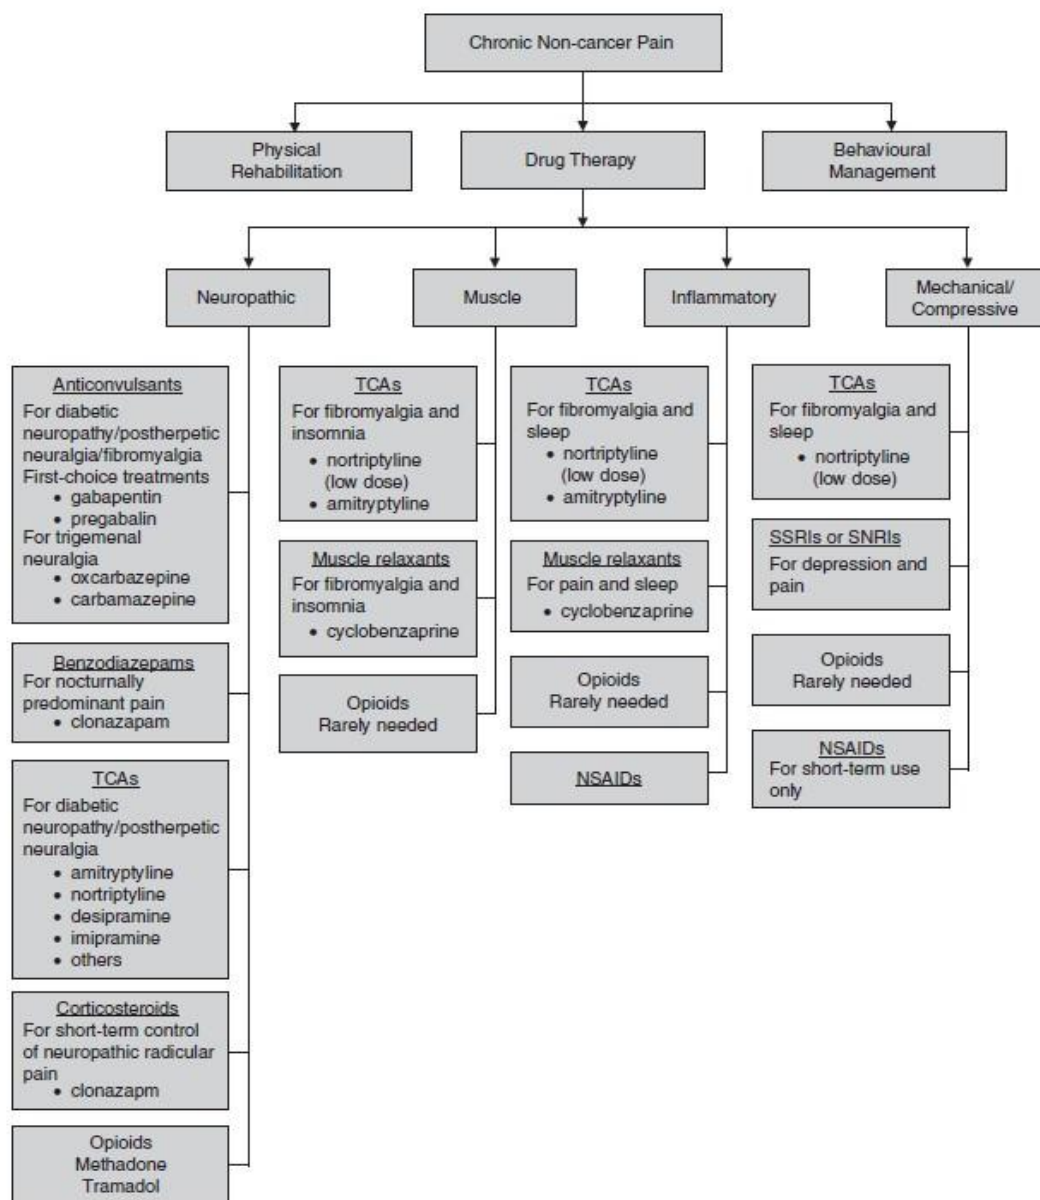 Chronic Non-cancer Pain
Physical
Rehabilitation
Drug Therapy
Behavioural
Management
Neuropathic
Muscle
Inflammatory
Mechanical/
Compressive
Anticonvulsants
For diabetic
neuropathy/postherpetic
neuralgia/fibromyalgia
First-choice treatments
• gabapentin
• pregabalin
For trigemenal
neuralgia
• oxcarbazepine
• carbamazepine
Benzodiazepams
For nocturnally
predominant pain
• clonazapam
TCAs
For diabetic
neuropathy/postherpetic
neuralgia
• amitryptyline
• nortriptyline
• desipramine
• imipramine
• others
Corticosteroids
For short-term control
of neuropathic radicular
pain
• clonazapm
Opioids
Methadone
Tramadol
TCAs
For fibromyalgia and
insomnia
• nortriptyline
(low dose)
• amitryptyline
Muscle relaxants
For fibromyalgia and
insomnia
• cyclobenzaprine
Opioids
Rarely needed
TCAs
For fibromyalgia and
sleep
• nortriptyline
(low dose)
• amitryptyline
Muscle relaxants
For pain and sleep
• cyclobenzaprine
Opioids
Rarely needed
NSAIDs
TCAs
For fibromyalgia and
sleep
• nortriptyline
(low dose)
SSRIs or SNRIs
For depression and
pain
Opioids
Rarely needed
NSAIDs
For short-term use
only